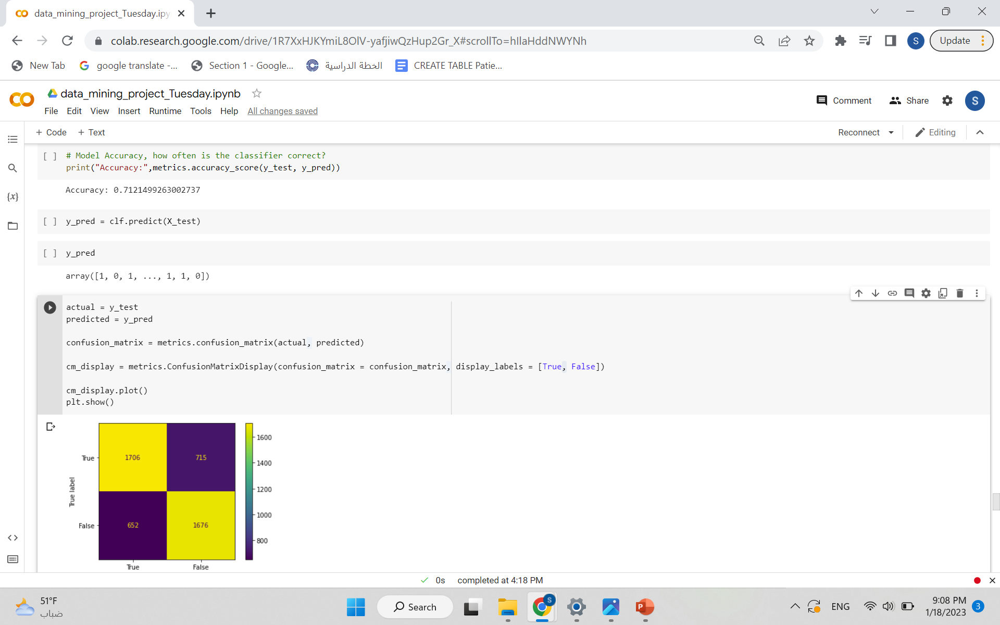 data_mining_project_Tuesday.ipy
colab.research.google.com/drive/1R7XxHJKYmiL8OlV-yafjiwQzHup2Gr_X#scrollTo=hIlaHddNWYNh
S
Update
New Tab
google translate -...
Section 1 - Google...
الخطة الدراسية
CREATE TABLE Patie...
data_mining_project_Tuesday.ipynb
Comment
Share
S
File Edit View Insert Runtime Tools Help All changes saved
+ Code + Text
Reconnect
Editing
[ ] # Model Accuracy, how often is the classifier correct?
print("Accuracy:",metrics.accuracy_score(y_test, y_pred))
{x}
Accuracy: 0.7121499263002737
[ ] y_pred = clf.predict(X_test)
[ ] y_pred
array([1, 0, 1, ..., 1, 1, 0])
actual = y_test
predicted = y_pred
confusion_matrix = metrics.confusion_matrix(actual, predicted)
cm_display = metrics.ConfusionMatrixDisplay(confusion_matrix = confusion_matrix, display_labels = [True, False])
cm_display.plot()
plt.show()
1600
True
1706
715
1400
1200
True label
1000
False
652
1676
800
True
False
0s completed at 4:18 PM
51°F
ضباب
Search
S
P
ENG
9:08 PM
1/18/2023
3